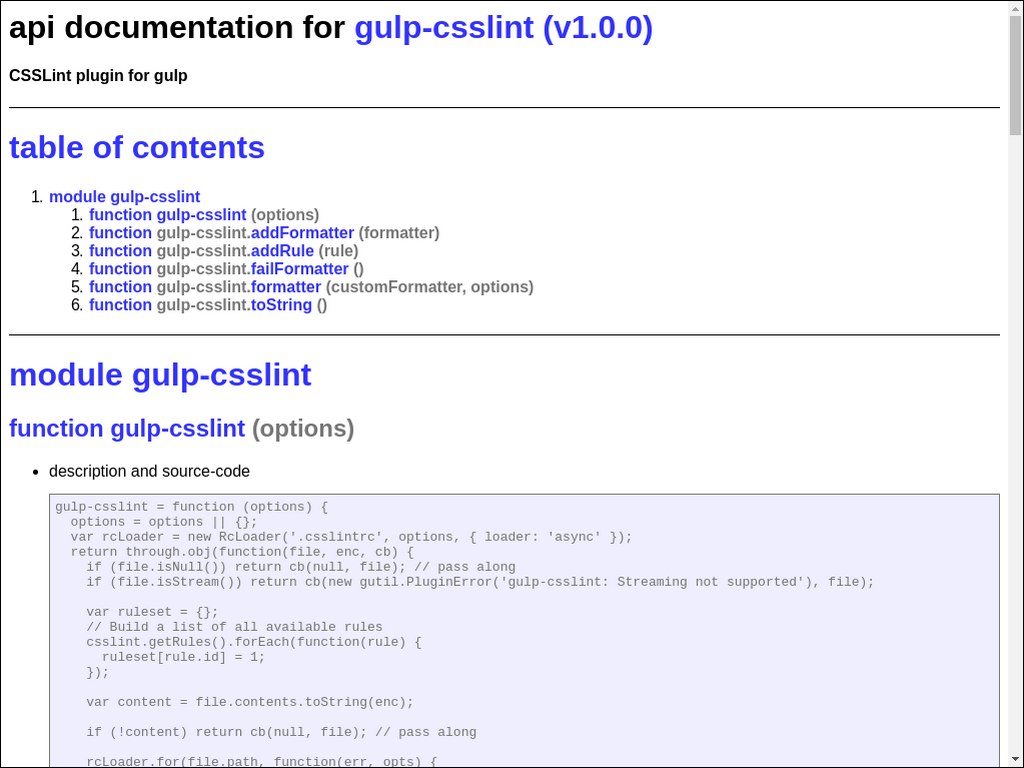 api documentation for gulp-csslint (v1.0.0)
CSSLint plugin for gulp
table of contents
1. module gulp-csslint
1. function gulp-csslint (options)
2. function gulp-csslint.addFormatter (formatter)
3. function gulp-csslint.addRule (rule)
4. function gulp-csslint.failFormatter ()
5. function gulp-csslint.formatter (customFormatter, options)
6. function gulp-csslint.toString ()
module gulp-csslint
function gulp-csslint (options)
• description and source-code
gulp-csslint = function (options) {
  options = options || {};
  var rcLoader = new RcLoader('.csslintrc', options, { loader: 'async' });
  return through.obj(function(file, enc, cb) {
    if (file.isNull()) return cb(null, file); // pass along
    if (file.isStream()) return cb(new gutil.PluginError('gulp-csslint: Streaming not supported'), file);
    var ruleset = {};
    // Build a list of all available rules
    csslint.getRules().forEach(function(rule) {
      ruleset[rule.id] = 1;
    });
    var content = file.contents.toString(enc);
    if (!content) return cb(null, file); // pass along
    rcLoader.for(file.path, function(err, opts) {